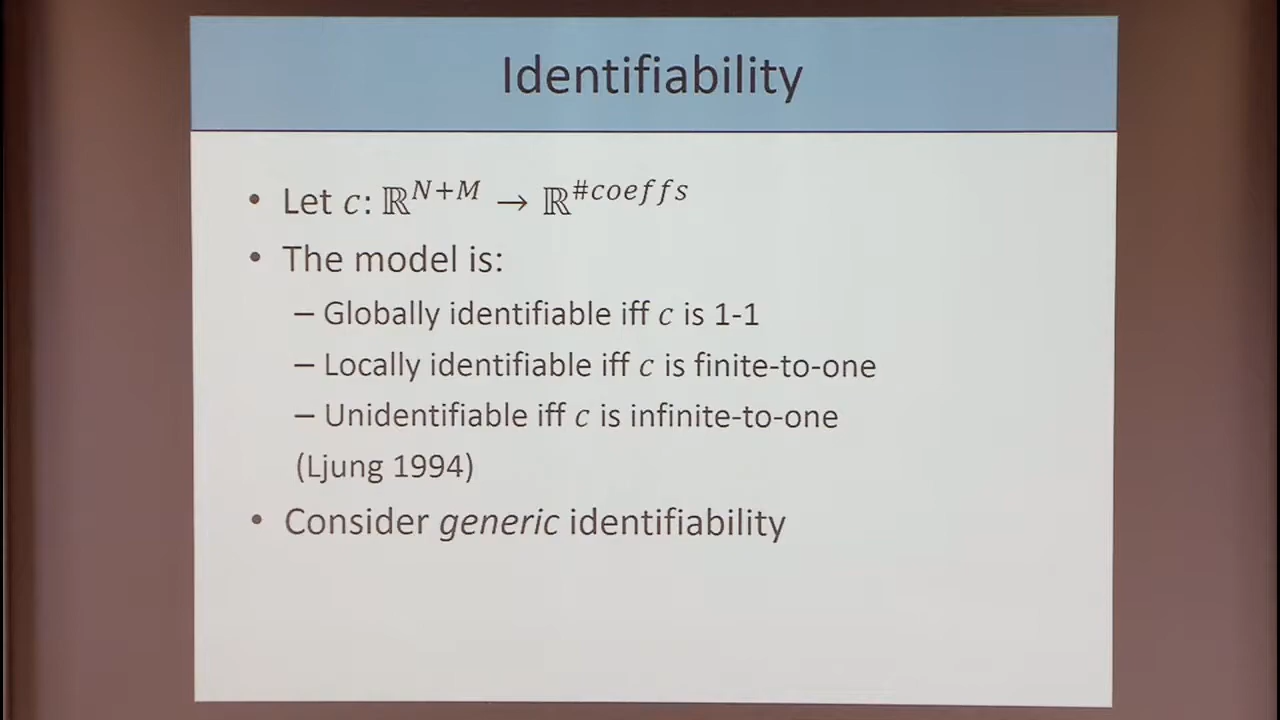 Identifiability
• Let c: ℝ^{N+M} → ℝ^{#coeffs}
• The model is:
– Globally identifiable iff c is 1-1
– Locally identifiable iff c is finite-to-one
– Unidentifiable iff c is infinite-to-one
(Ljung 1994)
• Consider generic identifiability